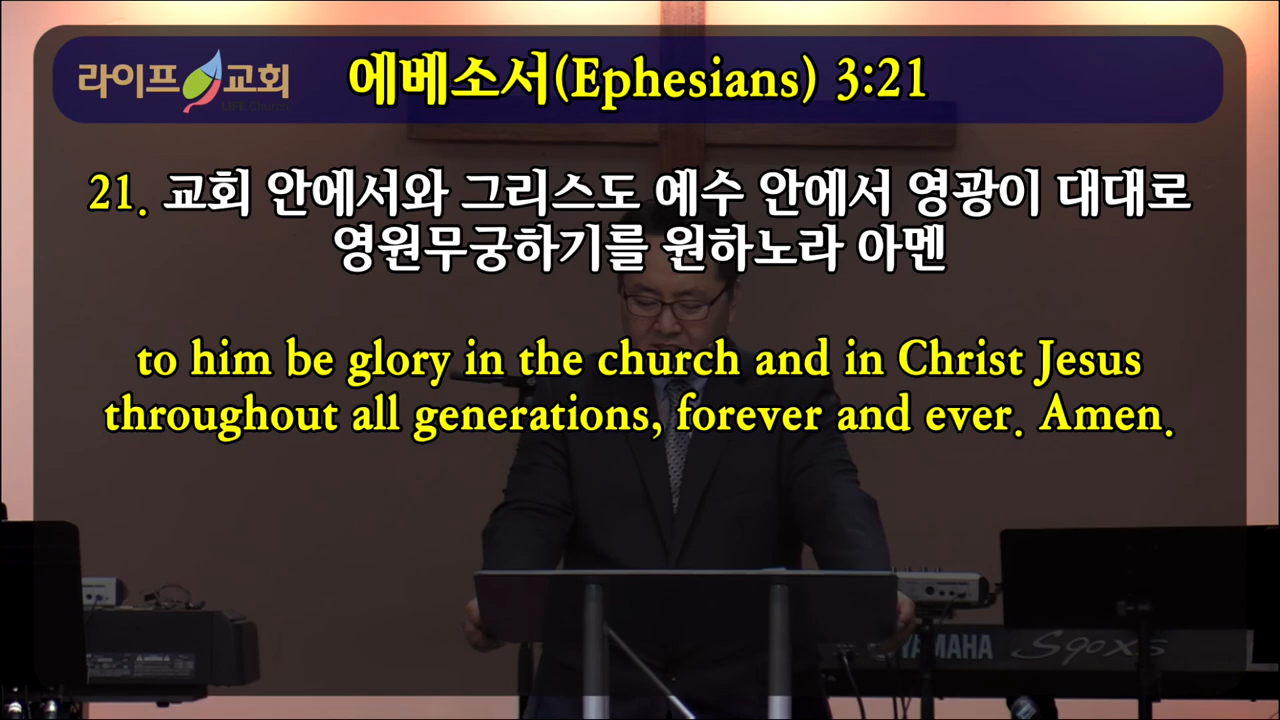 라이프교회
LIFE Church
에베소서(Ephesians) 3:21
21. 교회 안에서와 그리스도 예수 안에서 영광이 대대로
영원무궁하기를 원하노라 아멘
to him be glory in the church and in Christ Jesus
throughout all generations, forever and ever. Amen.
YAMAHA S90XS